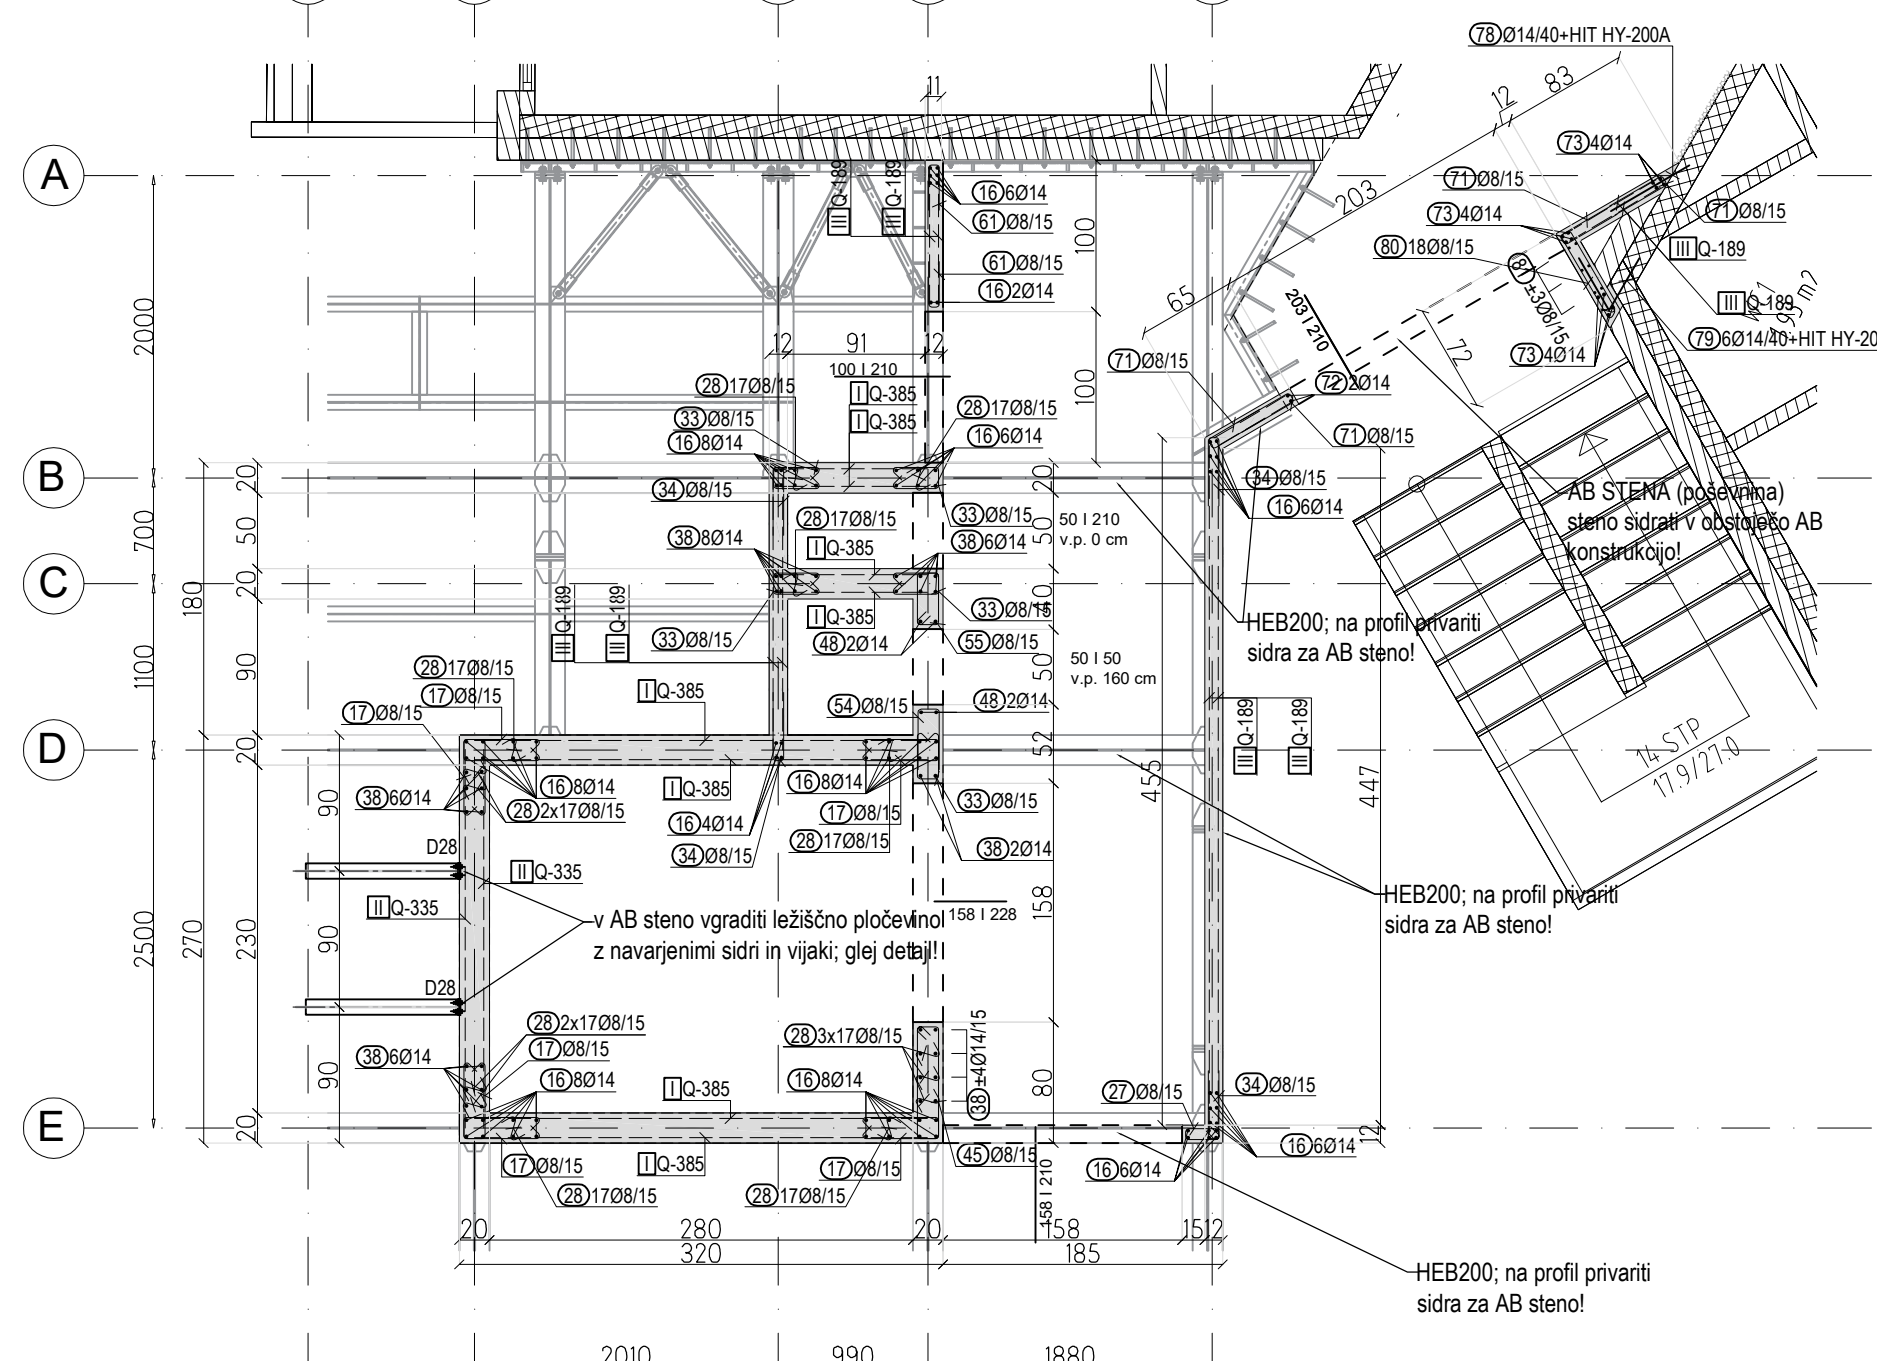 78 Ø14/40+HIT HY-200A
11
12
83
73 4Ø14
A
Q-189
Q-189
16 6Ø14
61 Ø8/15
71 Ø8/15
73 4Ø14
71 Ø8/15
203
100
80 18Ø8/15
III Q-189
61 Ø8/15
16 2Ø14
81 ±3Ø8/15
65
203 I 210
III Q-189
2000
12
91
12
72
79 6Ø14/40+HIT HY-20
73 4Ø14
100 I 210
71 Ø8/15
28 17Ø8/15
I Q-385
72 2Ø14
100
33 Ø8/15
I Q-385
28 17Ø8/15
16 8Ø14
16 6Ø14
71 Ø8/15
B
20
20
34 Ø8/15
34 Ø8/15
AB STENA (poševnina)
16 6Ø14
steno sidrati v obstoječo AB
konstrukcijo!
700
50
28 17Ø8/15
33 Ø8/15
50
50 I 210
v.p. 0 cm
38 8Ø14
I Q-385
38 6Ø14
C
180
20
Q-189
Q-189
I Q-385
33 Ø8/15
40
33 Ø8/15
48 2Ø14
55 Ø8/15
HEB200; na profil privariti
sidra za AB steno!
1100
90
28 17Ø8/15
17 Ø8/15
I Q-385
50
50 I 50
v.p. 160 cm
17 Ø8/15
54 Ø8/15
48 2Ø14
Q-189
Q-189
D
20
52
14 STP
17.9/27.0
455
447
38 6Ø14
16 8Ø14
28 2x17Ø8/15
I Q-385
16 8Ø14
33 Ø8/15
90
16 4Ø14
17 Ø8/15
34 Ø8/15
28 17Ø8/15
38 2Ø14
D28
II Q-335
II Q-335
HEB200; na profil privariti
sidra za AB steno!
2500
270
230
90
v AB steno vgraditi ležiščno pločevino!
z navarjenimi sidri in vijaki; glej detajl!
158 I 228
158
D28
28 2x17Ø8/15
28 3x17Ø8/15
38 ±4Ø14/15
38 6Ø14
17 Ø8/15
90
16 8Ø14
I Q-385
16 8Ø14
80
27 Ø8/15
34 Ø8/15
E
20
12
17 Ø8/15
I Q-385
17 Ø8/15
45 Ø8/15
16 6Ø14
16 6Ø14
28 17Ø8/15
28 17Ø8/15
158 I 210
20
280
20
158
15
12
320
185
HEB200; na profil privariti
sidra za AB steno!
2010
990
1880